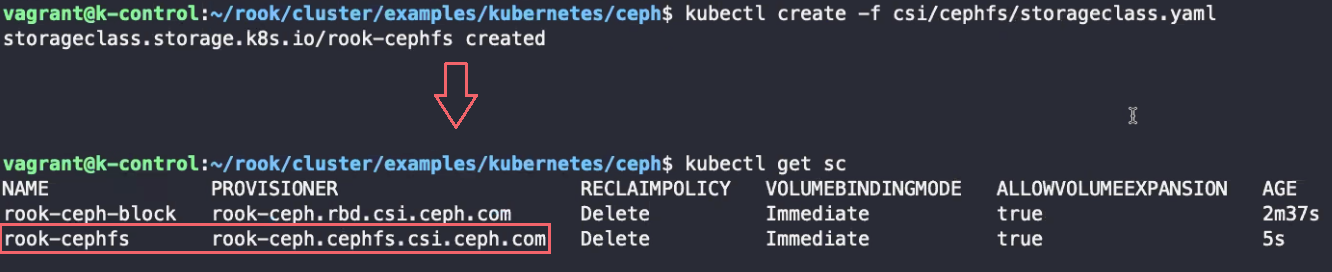 vagrant@k-control:~/rook/cluster/examples/kubernetes/ceph$ kubectl create -f csi/cephfs/storageclass.yaml
storageclass.storage.k8s.io/rook-cephfs created
vagrant@k-control:~/rook/cluster/examples/kubernetes/ceph$ kubectl get sc
NAME PROVISIONER RECLAIMPOLICY VOLUMEBINDINGMODE ALLOWVOLUMEEXPANSION AGE
rook-ceph-block rook-ceph.rbd.csi.ceph.com Delete Immediate true 2m37s
rook-cephfs rook-ceph.cephfs.csi.ceph.com Delete Immediate true 5s